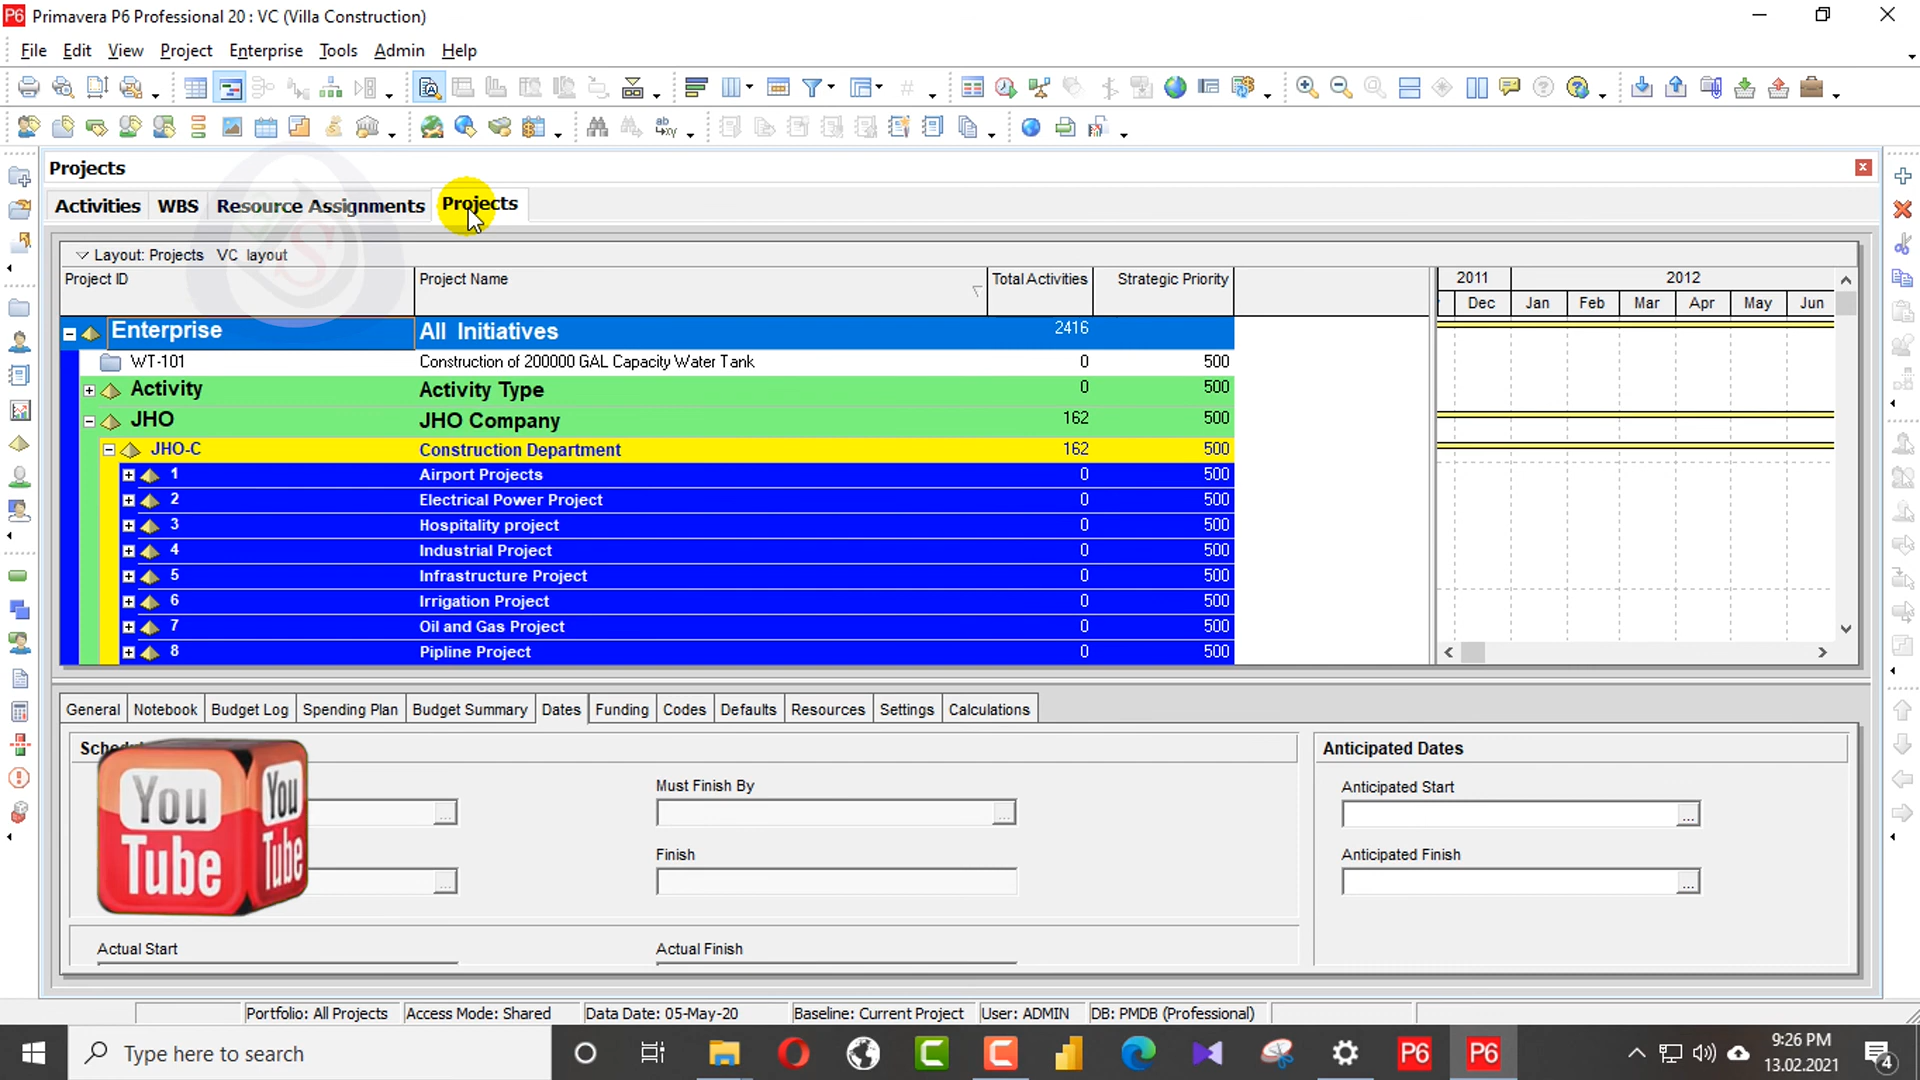 Primavera P6 Professional 20 : VC (Villa Construction)
File Edit View Project Enterprise Tools Admin Help
Projects
Activities WBS Resource Assignments Projects
Layout: Projects VC layout
Project ID Project Name Total Activities Strategic Priority 2011 2012
Dec Jan Feb Mar Apr May Jun
Enterprise All Initiatives 2416
WT-101 Construction of 200000 GAL Capacity Water Tank 0 500
Activity Activity Type 0 500
JHO JHO Company 162 500
JHO-C Construction Department 162 500
1 Airport Projects 0 500
2 Electrical Power Project 0 500
3 Hospitality project 0 500
4 Industrial Project 0 500
5 Infrastructure Project 0 500
6 Irrigation Project 0 500
7 Oil and Gas Project 0 500
8 Pipline Project 0 500
General Notebook Budget Log Spending Plan Budget Summary Dates Funding Codes Defaults Resources Settings Calculations
Anticipated Dates
Must Finish By Anticipated Start
Finish Anticipated Finish
You Tube
You Tube
Actual Start Actual Finish
Portfolio: All Projects Access Mode: Shared Data Date: 05-May-20 Baseline: Current Project User: ADMIN DB: PMDB (Professional)
Type here to search
P6 P6
9:26 PM
13.02.2021
4